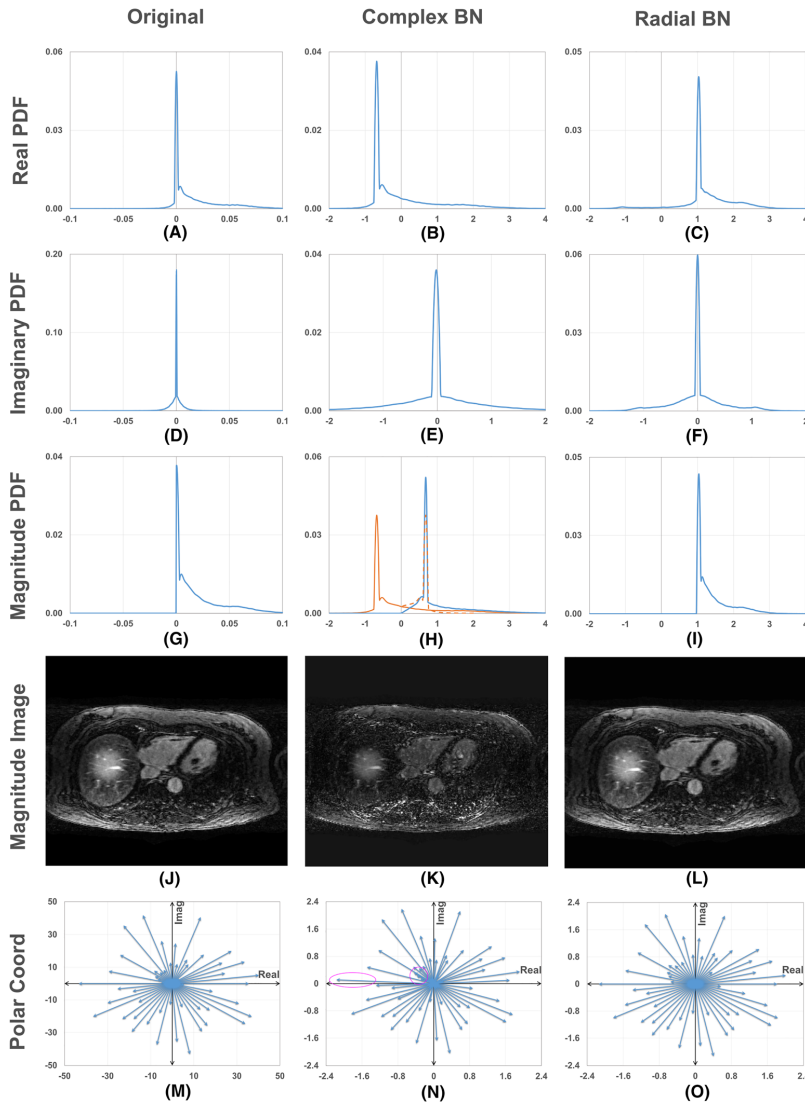 Original Complex BN Radial BN
Real PDF
0.06 0.04 0.05
0.03 0.02 0.03
0.00 0.00 0.00
-0.1 -0.05 0 0.05 0.1 -2 -1 0 1 2 3 4 -2 -1 0 1 2 3 4
(A) (B) (C)
Imaginary PDF
0.20 0.04 0.06
0.10 0.02 0.03
0.00 0.00 0.00
-0.1 -0.05 0 0.05 0.1 -2 -1 0 1 2 -2 -1 0 1 2
(D) (E) (F)
Magnitude PDF
0.04 0.06 0.05
0.02 0.03 0.03
0.00 0.00 0.00
-0.1 -0.05 0 0.05 0.1 -2 -1 0 1 2 3 4 -2 -1 0 1 2 3 4
(G) (H) (I)
Magnitude Image
(J) (K) (L)
Polar Coord
50 2.4 2.4
Imag Imag Imag
30 1.6 1.6
10 0.8 0.8
Real Real Real
0 0
-10 -0.8 -0.8
-30 -1.6 -1.6
-50 -2.4 -2.4
-50 -30 -10 10 30 50 -2.4 -1.6 -0.8 0 0.8 1.6 2.4 -2.4 -1.6 -0.8 0 0.8 1.6 2.4
(M) (N) (O)